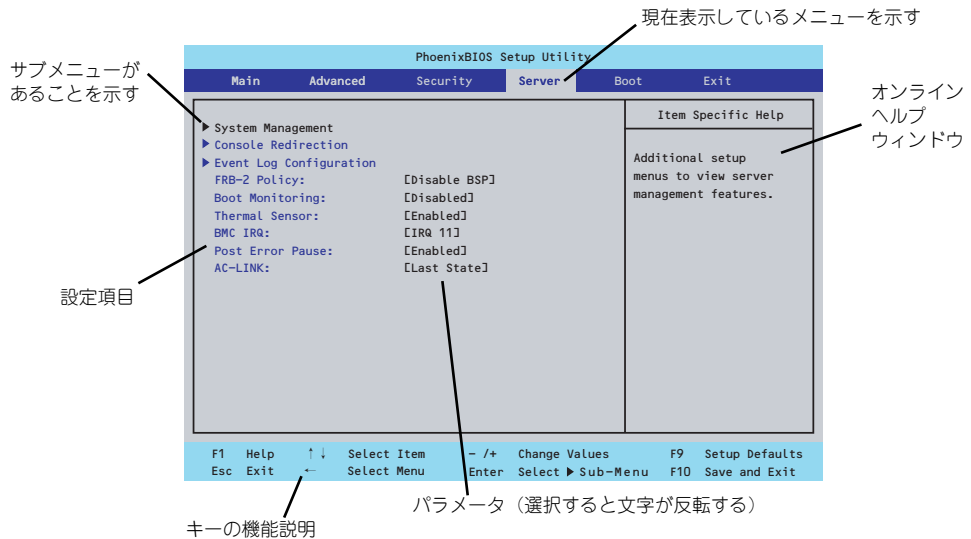 現在表示しているメニューを示す
サブメニューが
あることを示す
PhoenixBIOS Setup Utility
Main Advanced Security Server Boot Exit
オンライン
ヘルプ
ウィンドウ
Item Specific Help
▶ System Management
▶ Console Redirection
▶ Event Log Configuration
FRB-2 Policy: [Disable BSP]
Boot Monitoring: [Disabled]
Thermal Sensor: [Enabled]
BMC IRQ: [IRQ 11]
Post Error Pause: [Enabled]
AC-LINK: [Last State]
Additional setup
menus to view server
management features.
設定項目
F1 Help ↑↓ Select Item - /+ Change Values F9 Setup Defaults
Esc Exit ← Select Menu Enter Select ▶ Sub-Menu F10 Save and Exit
パラメータ（選択すると文字が反転する）
キーの機能説明